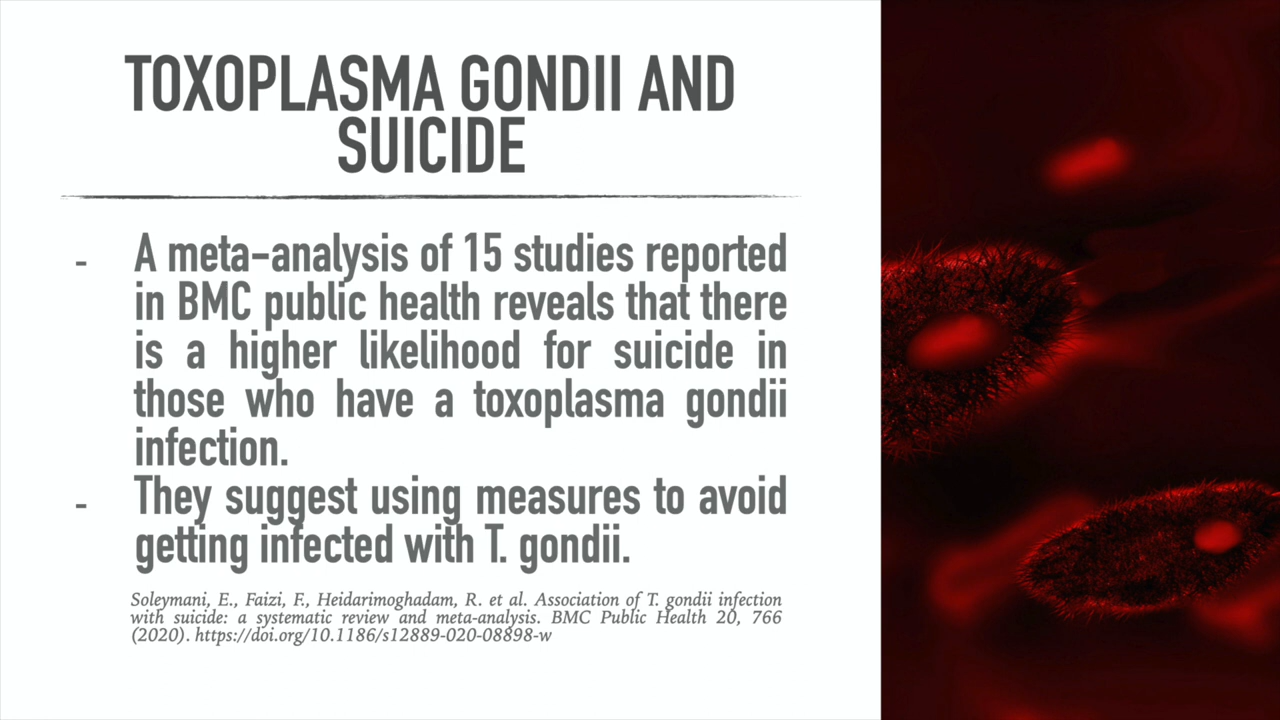 TOXOPLASMA GONDII AND
SUICIDE
- A meta-analysis of 15 studies reported
in BMC public health reveals that there
is a higher likelihood for suicide in
those who have a toxoplasma gondii
infection.
- They suggest using measures to avoid
getting infected with T. gondii.
Soleymani, E., Faizi, F., Heidarimoghadam, R. et al. Association of T. gondii infection
with suicide: a systematic review and meta-analysis. BMC Public Health 20, 766
(2020). https://doi.org/10.1186/s12889-020-08898-w